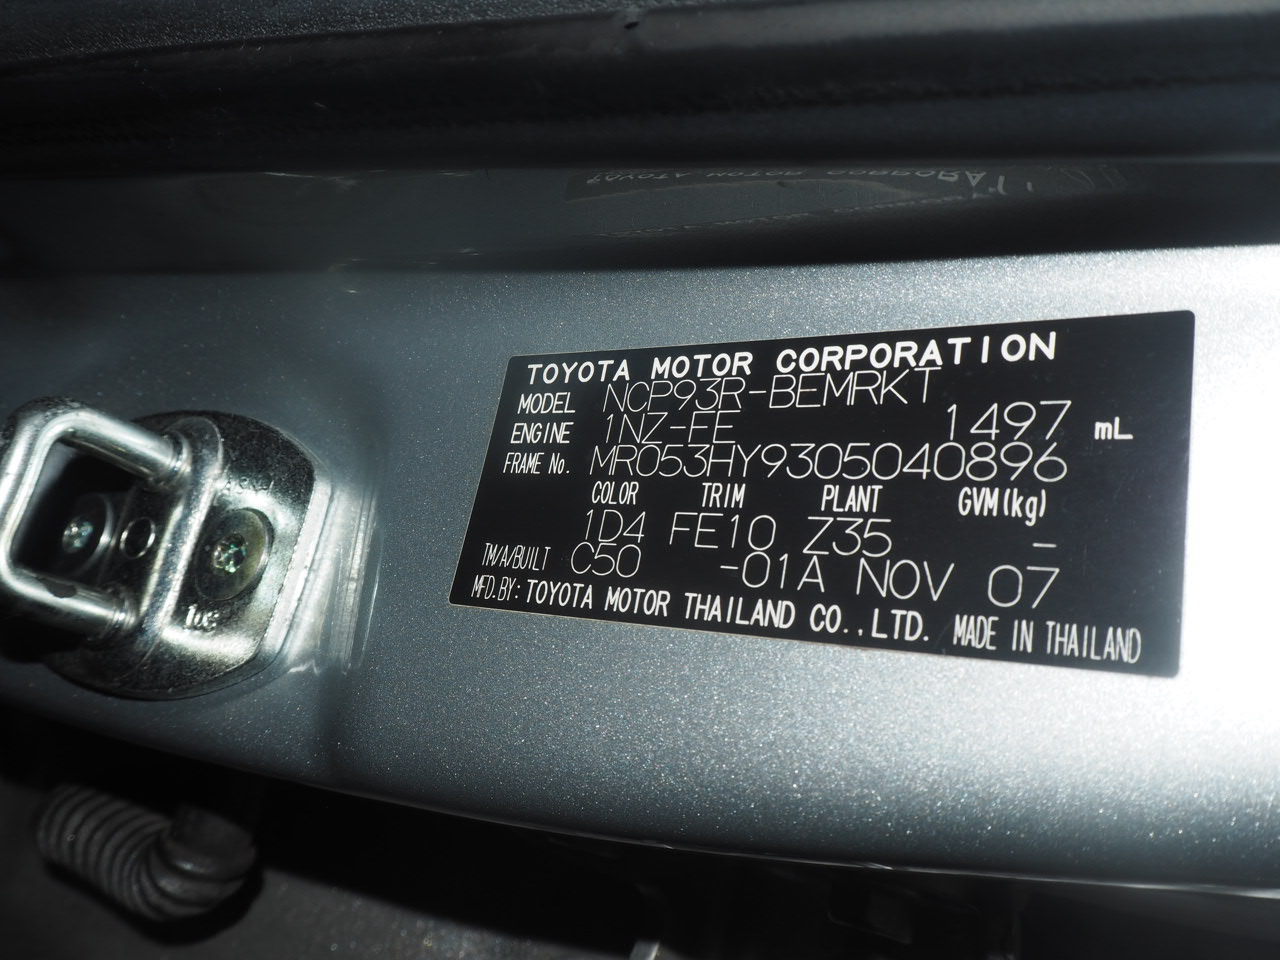 TOYOTA MOTOR CORPORATION
MODEL NCP93R-BEMRKT
ENGINE 1NZ-FE 1497 mL
FRAME No. MR053HY9305040896
COLOR TRIM PLANT GVM(kg)
1D4 FE10 Z35 -
TM/A/BUILT C50 -01A NOV 07
MFD.BY: TOYOTA MOTOR THAILAND CO.,LTD. MADE IN THAILAND